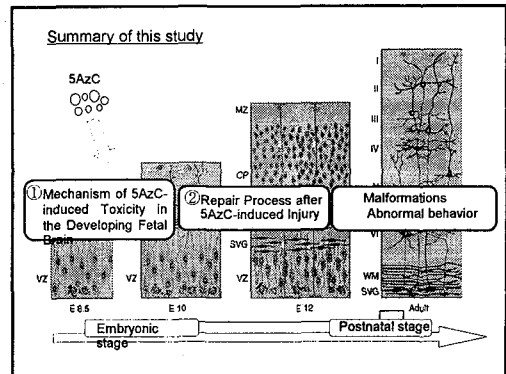 Summary of this study
5AzC
MZ
CP
SVG
VZ
VZ
VZ
I
II
III
IV
VI
WM
SVG
①Mechanism of 5AzC-
induced Toxicity in
the Developing Fetal
Brain
②Repair Process after
5AzC-induced Injury
Malformations
Abnormal behavior
E 8.5
E 10
E 12
Adult
Embryonic
stage
Postnatal stage